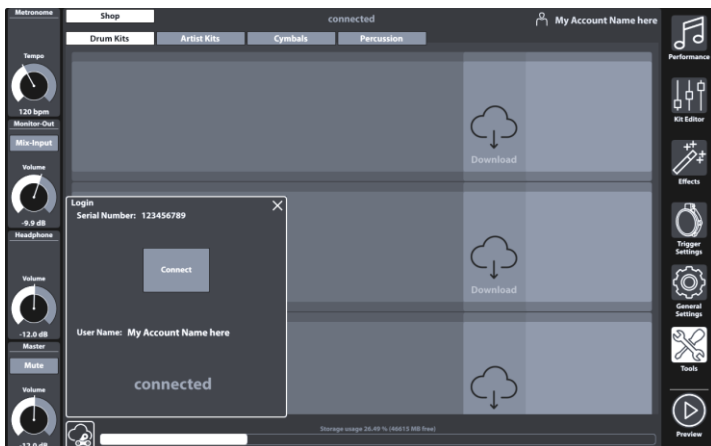 Metronome
Tempo
120 bpm
Monitor-Out
Mix-Input
Volume
-9.9 dB
Headphone
Volume
-12.0 dB
Master
Mute
Volume
-12.0 dB
Shop
connected
My Account Name here
Drum Kits
Artist Kits
Cymbals
Percussion
Download
Download
Login
Serial Number: 123456789
Connect
User Name: My Account Name here
connected
Storage usage 26.49 % (46615 MB free)
Performance
Kit Editor
Effects
Trigger
Settings
General
Settings
Tools
Preview